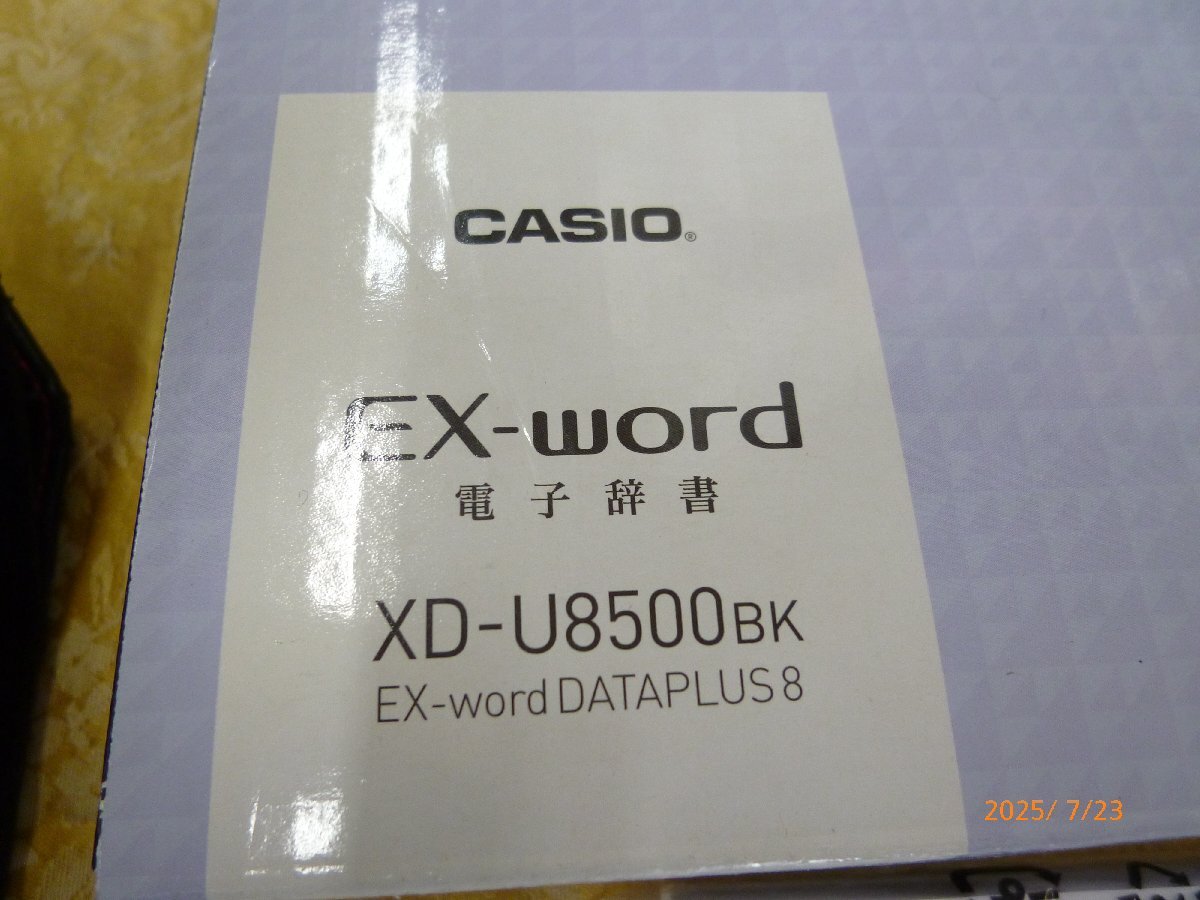 CASIO®
EX-word
電子辞書
XD-U8500BK
EX-word DATAPLUS 8
2025/ 7/23